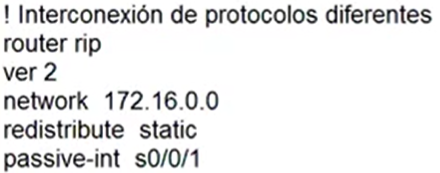 ! Interconexión de protocolos diferentes
router rip
ver 2
network 172.16.0.0
redistribute static
passive-int s0/0/1